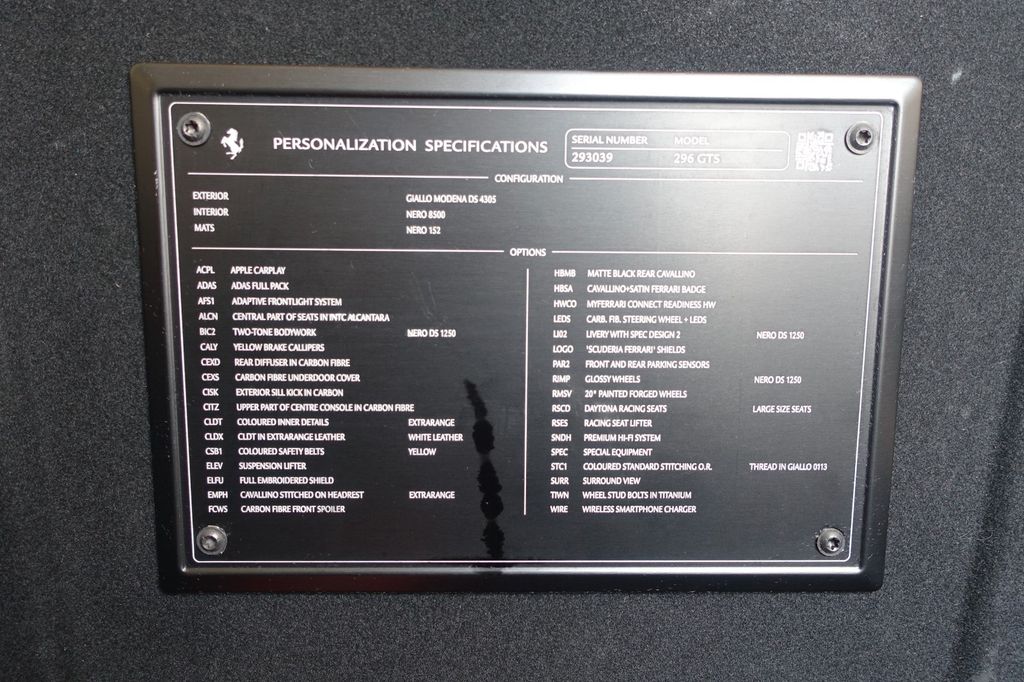 PERSONALIZATION SPECIFICATIONS
SERIAL NUMBER MODEL
293039 296 GTS
CONFIGURATION
EXTERIOR GIALLO MODENA DS 4305
INTERIOR NERO 8500
MATS NERO 152
OPTIONS
ACPL APPLE CARPLAY
ADAS ADAS FULL PACK
AFS1 ADAPTIVE FRONTLIGHT SYSTEM
ALCN CENTRAL PART OF SEATS IN INTC ALCANTARA
BIC2 TWO-TONE BODYWORK NERO DS 1250
CALY YELLOW BRAKE CALLIPERS
CEXD REAR DIFFUSER IN CARBON FIBRE
CEXS CARBON FIBRE UNDERDOOR COVER
CISK EXTERIOR SILL KICK IN CARBON
CITZ UPPER PART OF CENTRE CONSOLE IN CARBON FIBRE
CLDT COLOURED INNER DETAILS EXTRARANGE
CLDX CLDT IN EXTRARANGE LEATHER WHITE LEATHER
CSB1 COLOURED SAFETY BELTS YELLOW
ELEV SUSPENSION LIFTER
ELFU FULL EMBROIDERED SHIELD
EMPH CAVALLINO STITCHED ON HEADREST EXTRARANGE
FCWS CARBON FIBRE FRONT SPOILER
HBMB MATTE BLACK REAR CAVALLINO
HBSA CAVALLINO+SATIN FERRARI BADGE
HWCO MYFERRARI CONNECT READINESS HW
LEDS CARB. FIB. STEERING WHEEL + LEDS
LI02 LIVERY WITH SPEC DESIGN 2 NERO DS 1250
LOGO 'SCUDERIA FERRARI' SHIELDS
PAR2 FRONT AND REAR PARKING SENSORS
RIMP GLOSSY WHEELS NERO DS 1250
RMSV 20" PAINTED FORGED WHEELS
RSCD DAYTONA RACING SEATS LARGE SIZE SEATS
RSES RACING SEAT LIFTER
SNDH PREMIUM HI-FI SYSTEM
SPEC SPECIAL EQUIPMENT
STC1 COLOURED STANDARD STITCHING O.R. THREAD IN GIALLO 0113
SURR SURROUND VIEW
TIWN WHEEL STUD BOLTS IN TITANIUM
WIRE WIRELESS SMARTPHONE CHARGER